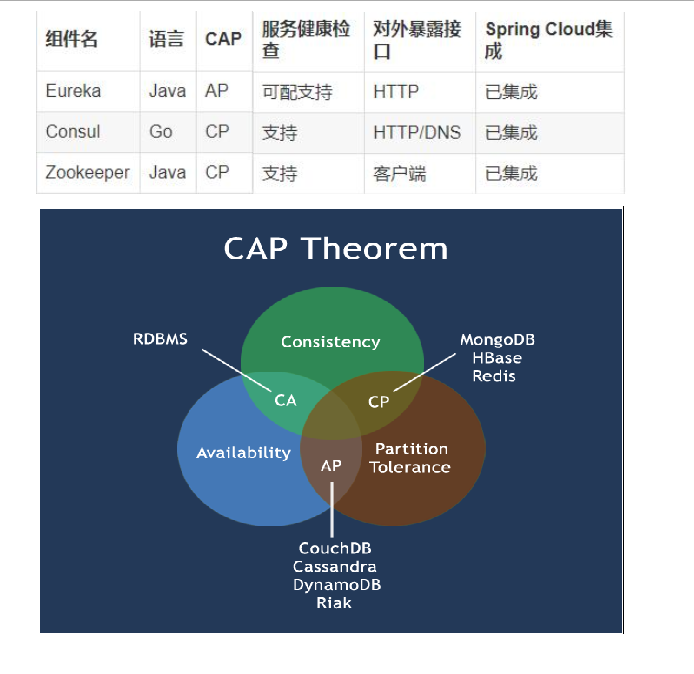 组件名 语言 CAP 服务健康检查 对外暴露接口 Spring Cloud集成
Eureka Java AP 可配支持 HTTP 已集成
Consul Go CP 支持 HTTP/DNS 已集成
Zookeeper Java CP 支持 客户端 已集成
CAP Theorem
RDBMS
Consistency
MongoDB
HBase
Redis
CA
CP
Availability
AP
Partition
Tolerance
CouchDB
Cassandra
DynamoDB
Riak